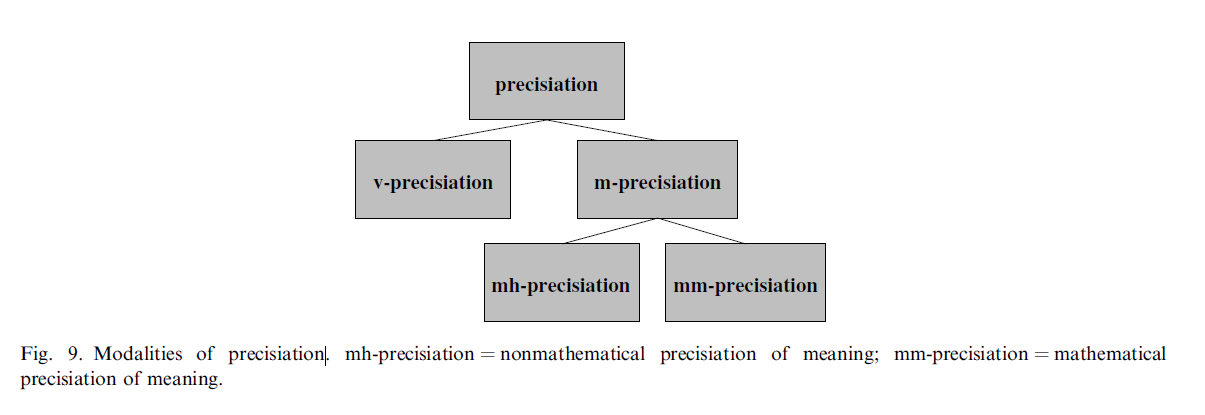 precisiation
v-precisiation
m-precisiation
mh-precisiation
mm-precisiation
Fig. 9. Modalities of precisiation. mh-precisiation = nonmathematical precisiation of meaning; mm-precisiation = mathematical
precisiation of meaning.